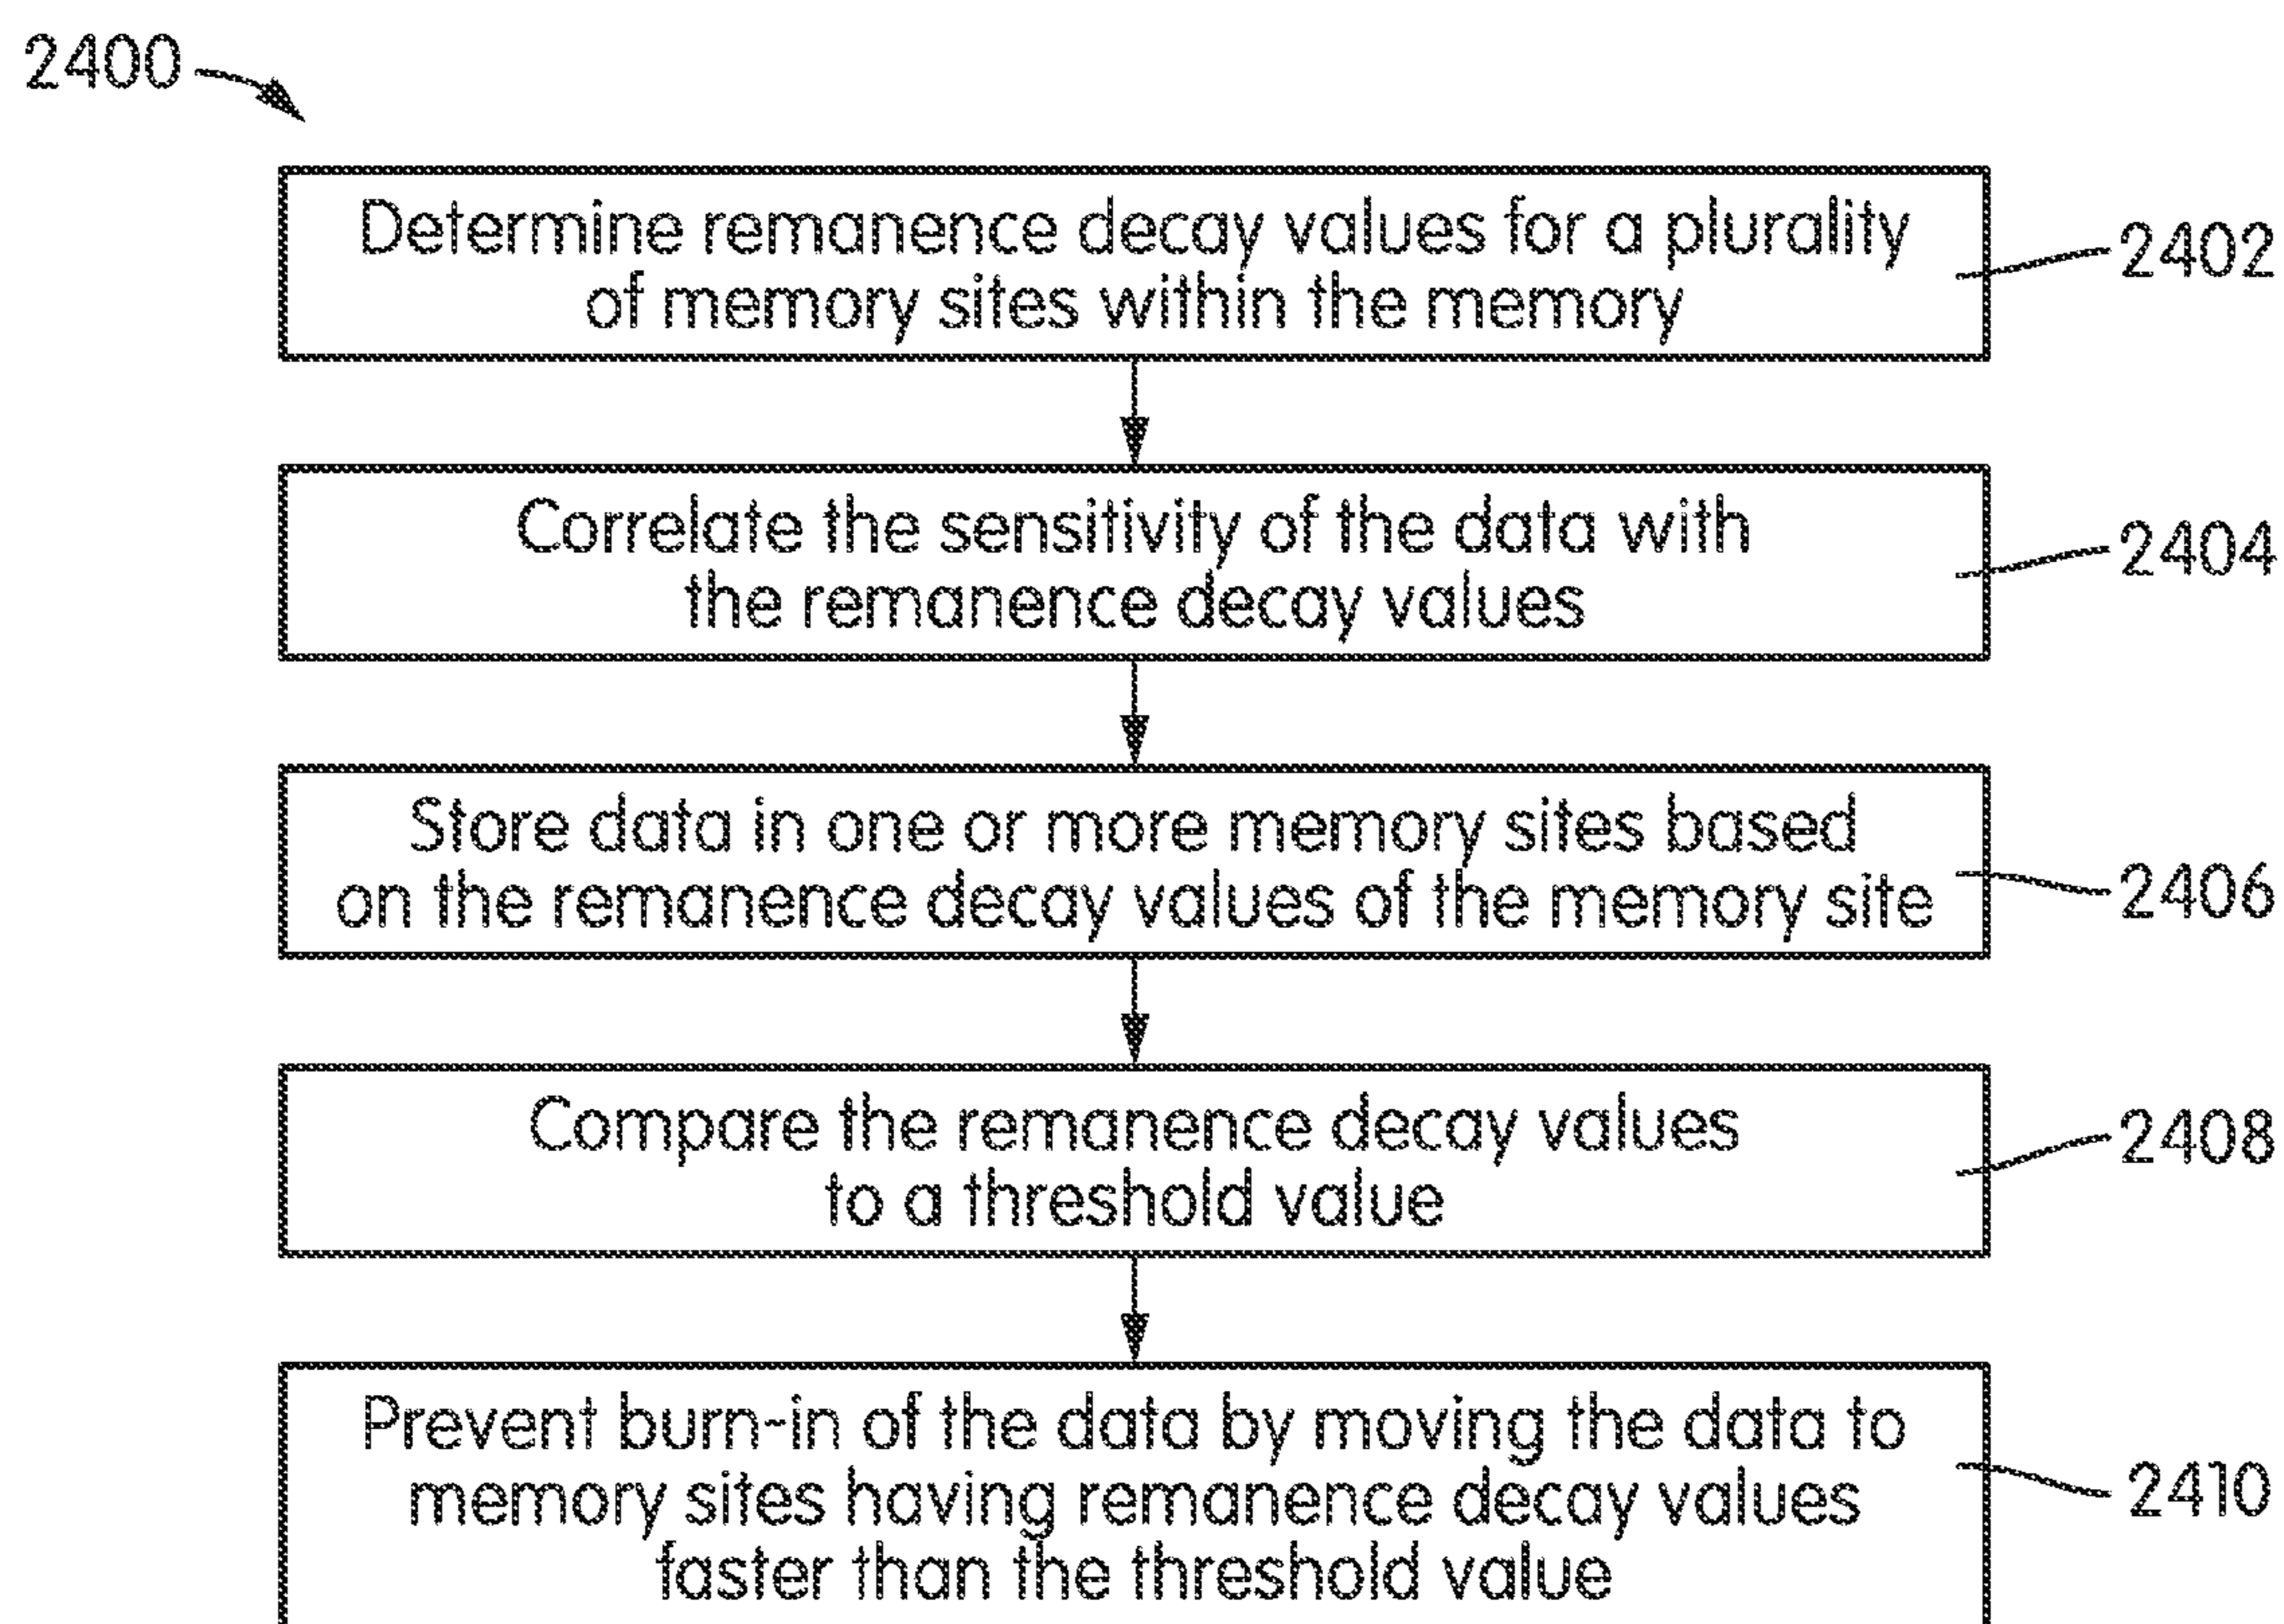 2400
Determine remanence decay values for a plurality
of memory sites within the memory
2402
Correlate the sensitivity of the data with
the remanence decay values
2404
Store data in one or more memory sites based
on the remanence decay values of the memory site
2406
Compare the remanence decay values
to a threshold value
2408
Prevent burn-in of the data by moving the data to
memory sites having remanence decay values
faster than the threshold value
2410